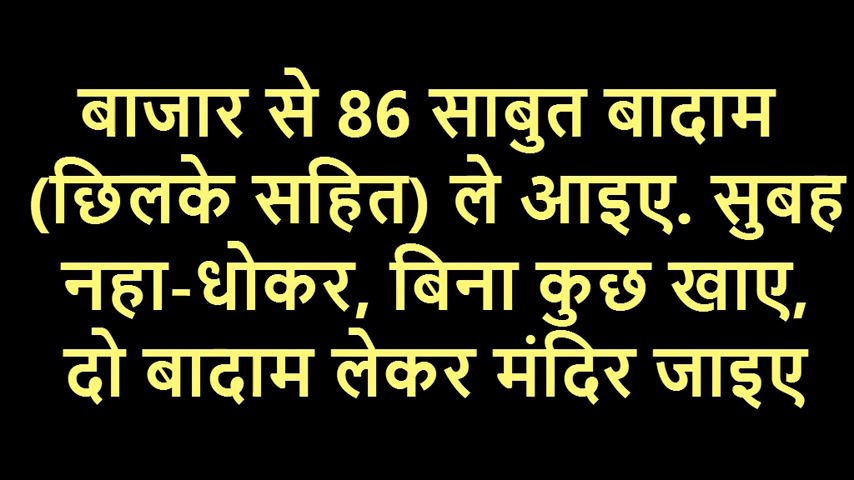 बाजार से 86 साबुत बादाम
(छिलके सहित) ले आइए. सुबह
नहा-धोकर, बिना कुछ खाए,
दो बादाम लेकर मंदिर जाइए